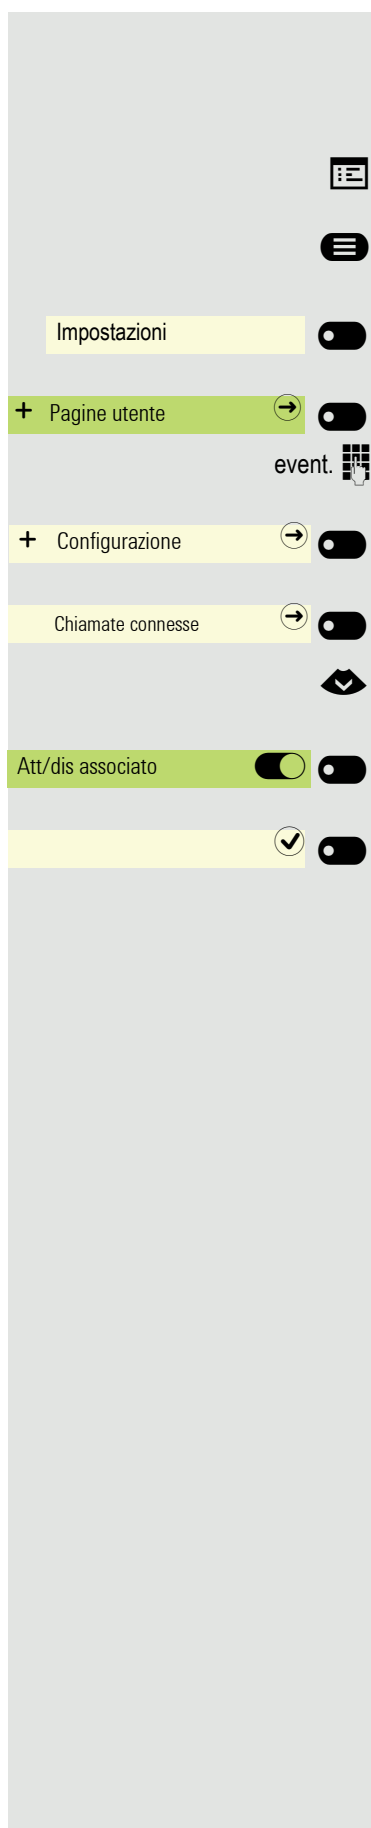 Impostazioni
+ Pagine utente
event.
+ Configurazione
Chiamate connesse
Att/dis associato